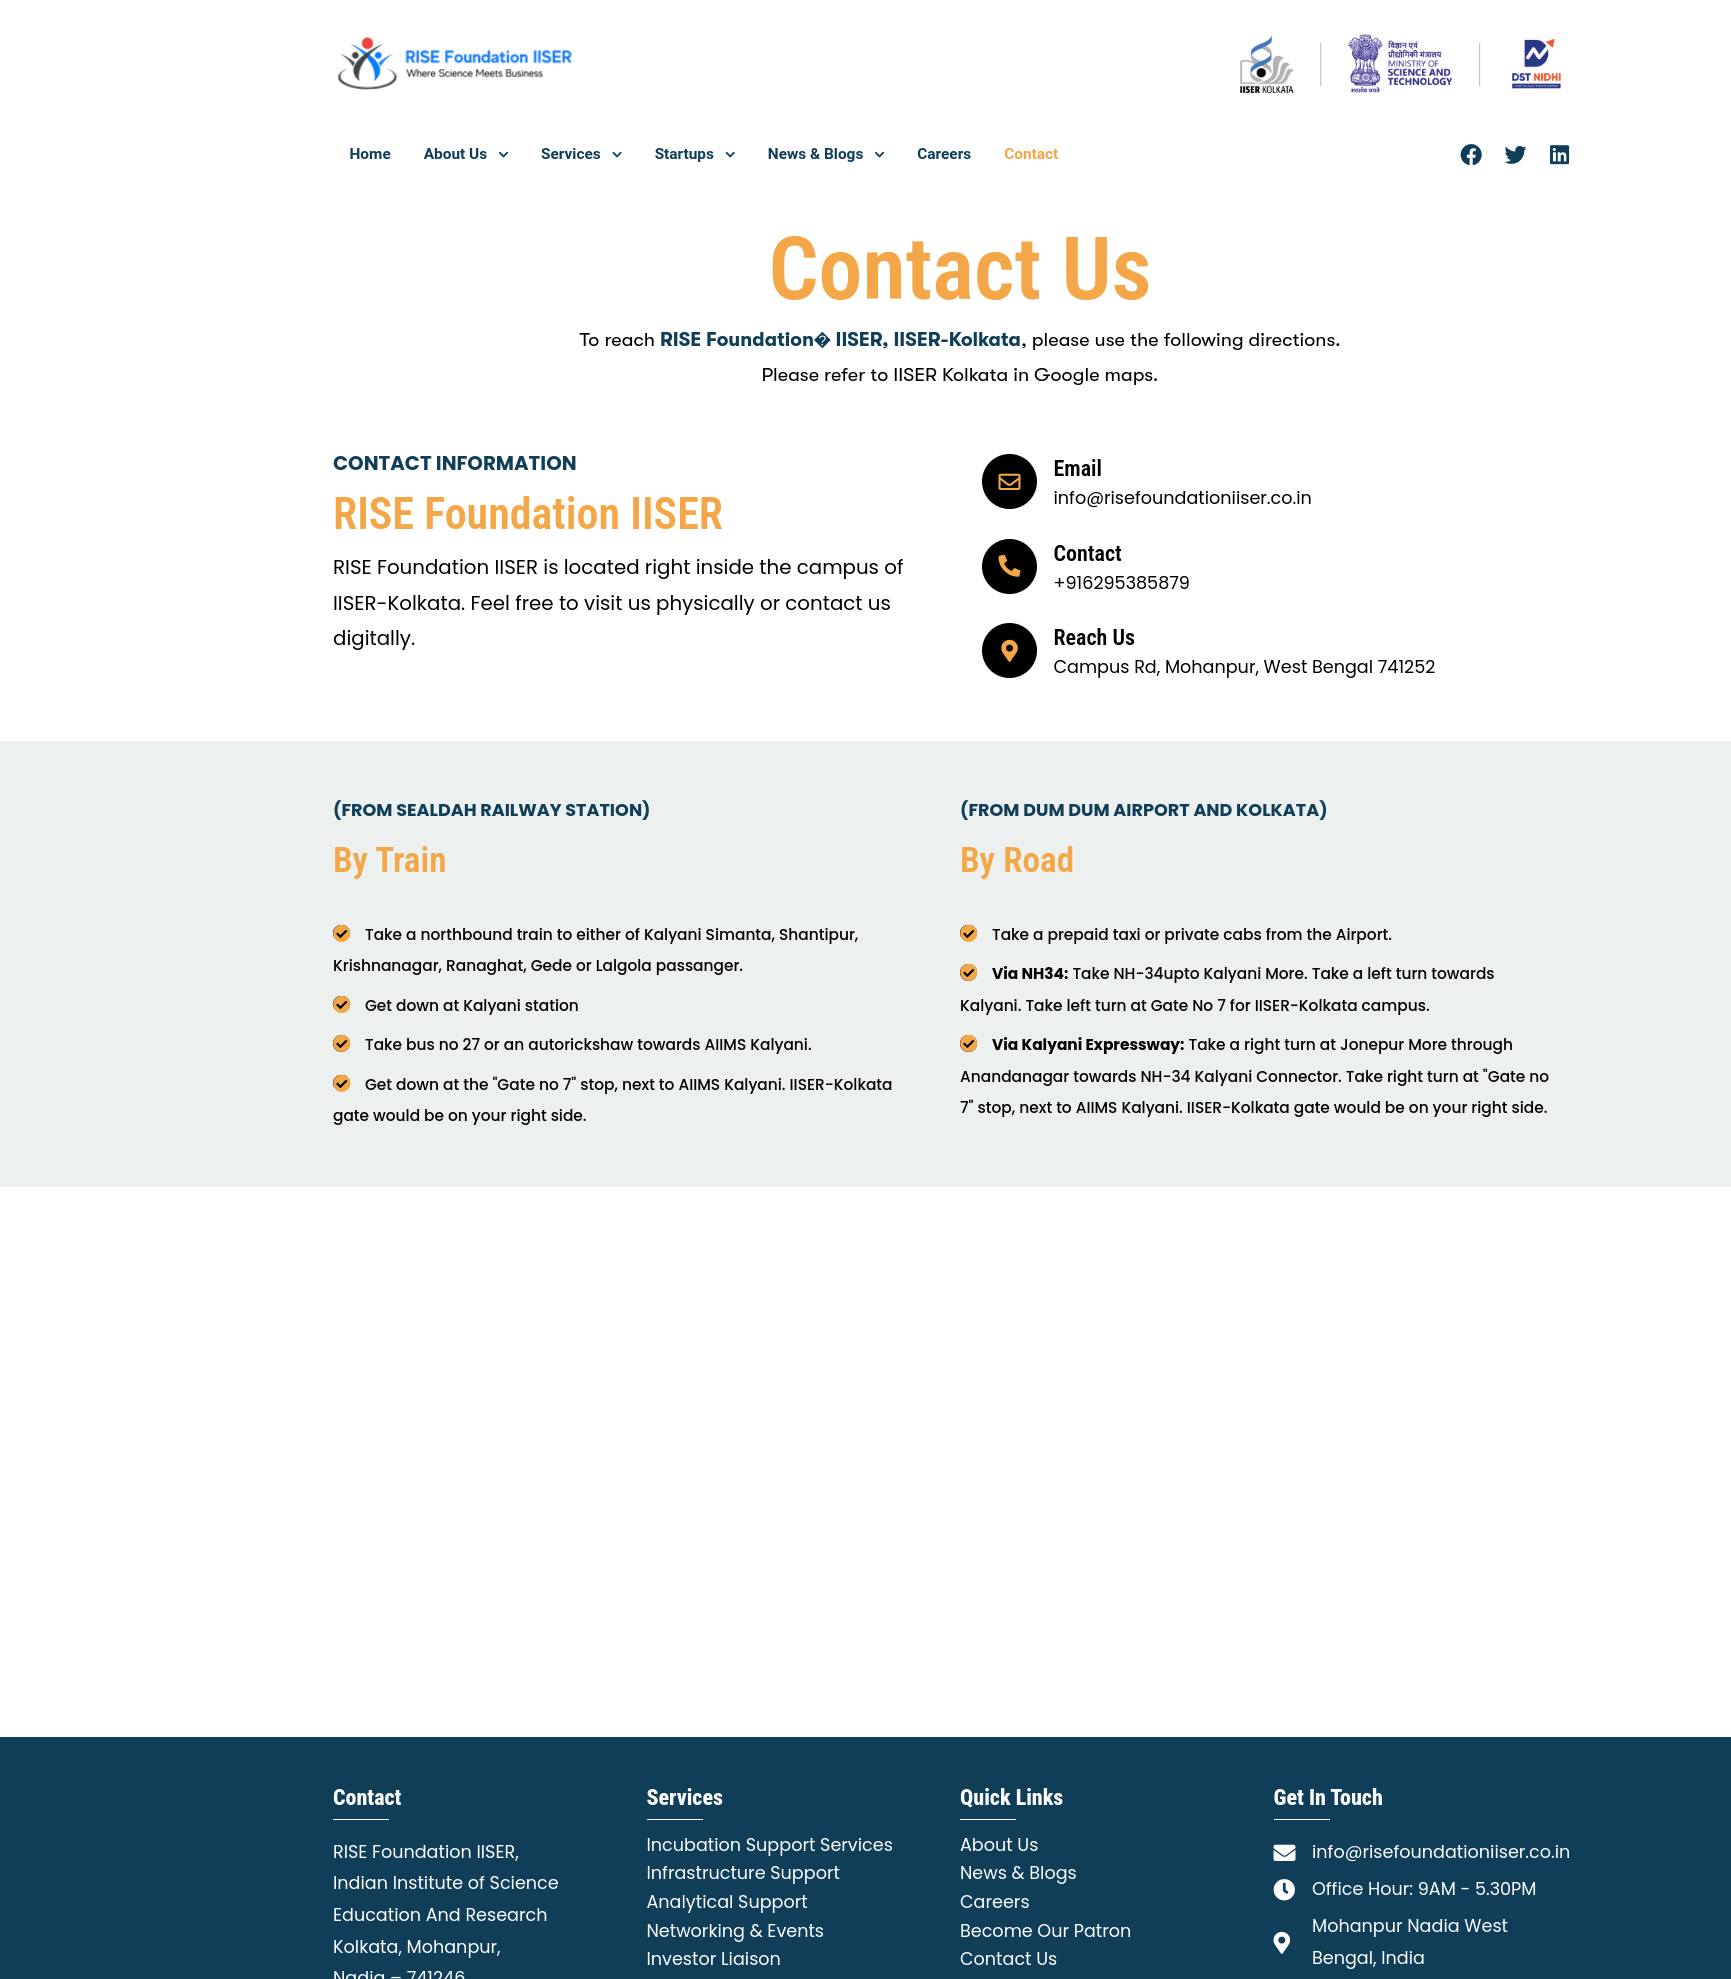 RISE Foundation IISER
Where Science Meets Business
IISER KOLKATA
विज्ञान एवं
प्रौद्योगिकी मंत्रालय
MINISTRY OF
SCIENCE AND
TECHNOLOGY
सत्यमेव जयते
DST NIDHI
Home About Us Services Startups News & Blogs Careers Contact
Contact Us
To reach RISE Foundation� IISER, IISER-Kolkata, please use the following directions.
Please refer to IISER Kolkata in Google maps.
CONTACT INFORMATION
RISE Foundation IISER
RISE Foundation IISER is located right inside the campus of
IISER-Kolkata. Feel free to visit us physically or contact us
digitally.
Email
info@risefoundationiiser.co.in
Contact
+916295385879
Reach Us
Campus Rd, Mohanpur, West Bengal 741252
(FROM SEALDAH RAILWAY STATION)
By Train
Take a northbound train to either of Kalyani Simanta, Shantipur,
Krishnanagar, Ranaghat, Gede or Lalgola passanger.
Get down at Kalyani station
Take bus no 27 or an autorickshaw towards AIIMS Kalyani.
Get down at the "Gate no 7" stop, next to AIIMS Kalyani. IISER-Kolkata
gate would be on your right side.
(FROM DUM DUM AIRPORT AND KOLKATA)
By Road
Take a prepaid taxi or private cabs from the Airport.
Via NH34: Take NH-34upto Kalyani More. Take a left turn towards
Kalyani. Take left turn at Gate No 7 for IISER-Kolkata campus.
Via Kalyani Expressway: Take a right turn at Jonepur More through
Anandanagar towards NH-34 Kalyani Connector. Take right turn at "Gate no
7" stop, next to AIIMS Kalyani. IISER-Kolkata gate would be on your right side.
Contact
RISE Foundation IISER,
Indian Institute of Science
Education And Research
Kolkata, Mohanpur,
Nadia – 741246
Services
Incubation Support Services
Infrastructure Support
Analytical Support
Networking & Events
Investor Liaison
Quick Links
About Us
News & Blogs
Careers
Become Our Patron
Contact Us
Get In Touch
info@risefoundationiiser.co.in
Office Hour: 9AM - 5.30PM
Mohanpur Nadia West
Bengal, India